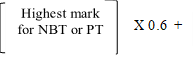 Highest mark
for NBT or PT X 0.6 +